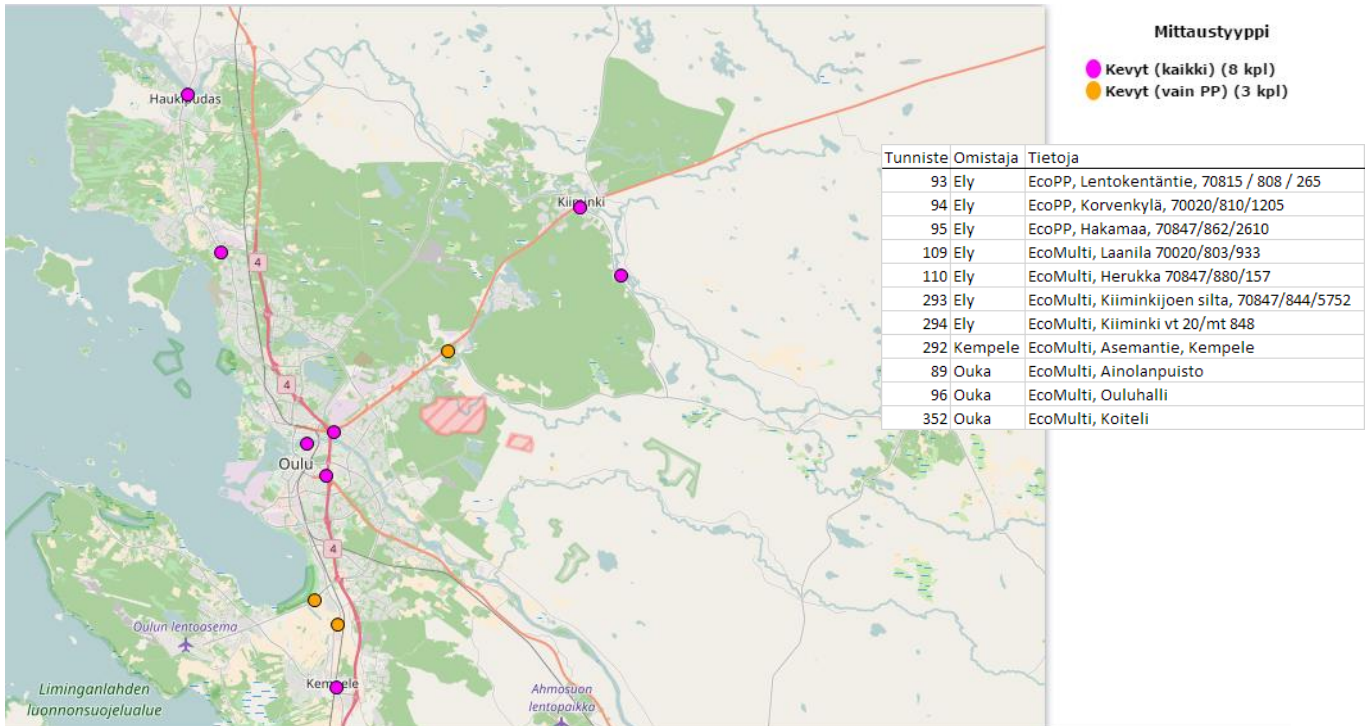 Mittaustyyppi
Kevyt (kaikki) (8 kpl)
Kevyt (vain PP) (3 kpl)
Haukipudas
Kiiminki
4
4
Oulu
4
Oulun lentoasema
Kempele
Liminganlahden
luonnonsuojelualue
Ahmosuon
lentopaikka
Tunniste Omistaja Tietoja
93 Ely EcoPP, Lentokentäntie, 70815 / 808 / 265
94 Ely EcoPP, Korvenkylä, 70020/810/1205
95 Ely EcoPP, Hakamaa, 70847/862/2610
109 Ely EcoMulti, Laanila 70020/803/933
110 Ely EcoMulti, Herukka 70847/880/157
293 Ely EcoMulti, Kiiminkijoen silta, 70847/844/5752
294 Ely EcoMulti, Kiiminki vt 20/mt 848
292 Kempele EcoMulti, Asemantie, Kempele
89 Ouka EcoMulti, Ainolanpuisto
96 Ouka EcoMulti, Ouluhalli
352 Ouka EcoMulti, Koiteli